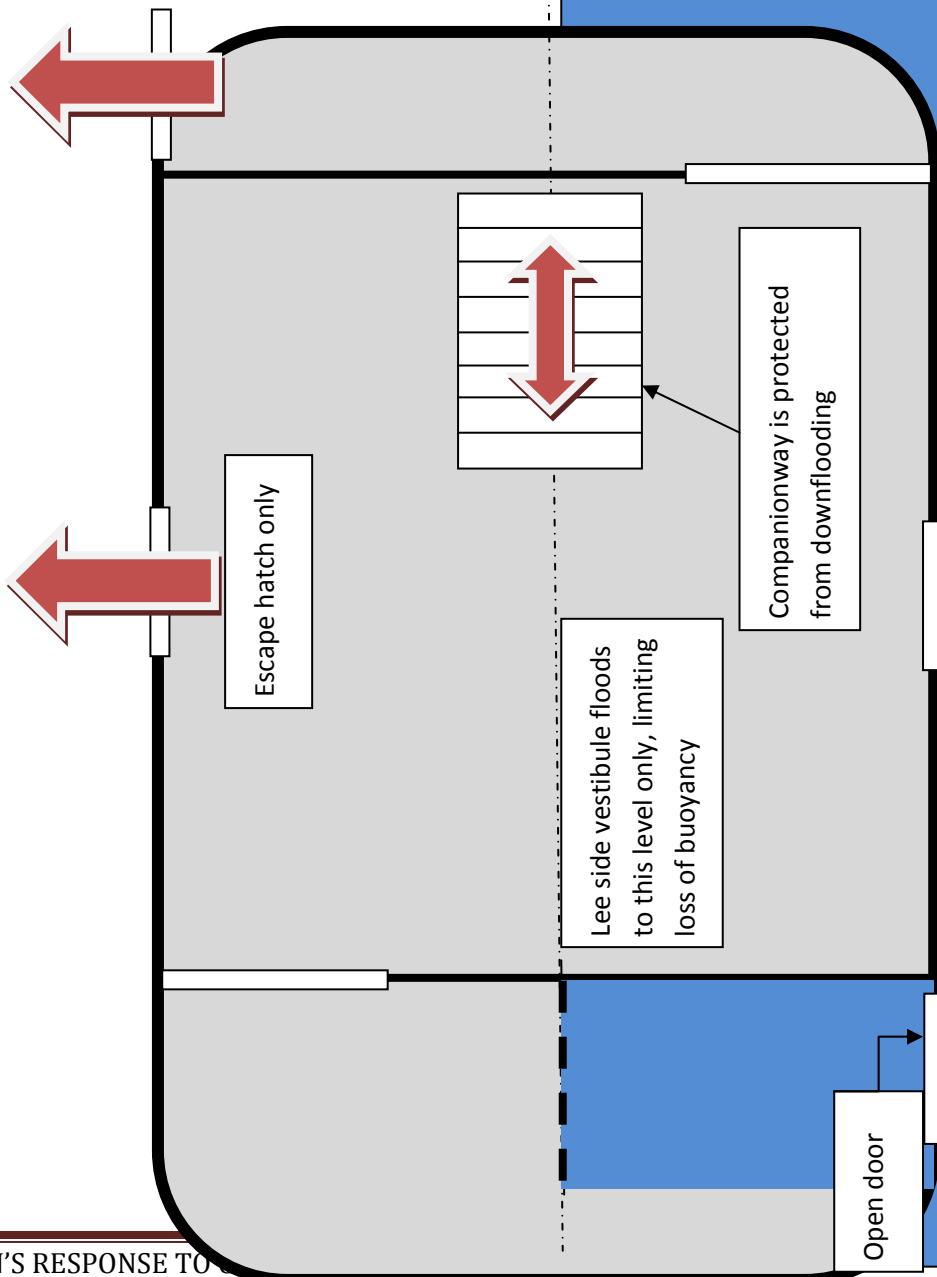 Escape hatch only
Companionway is protected
from downflooding
Lee side vestibule floods
to this level only, limiting
loss of buoyancy
Open door
N'S RESPONSE TO